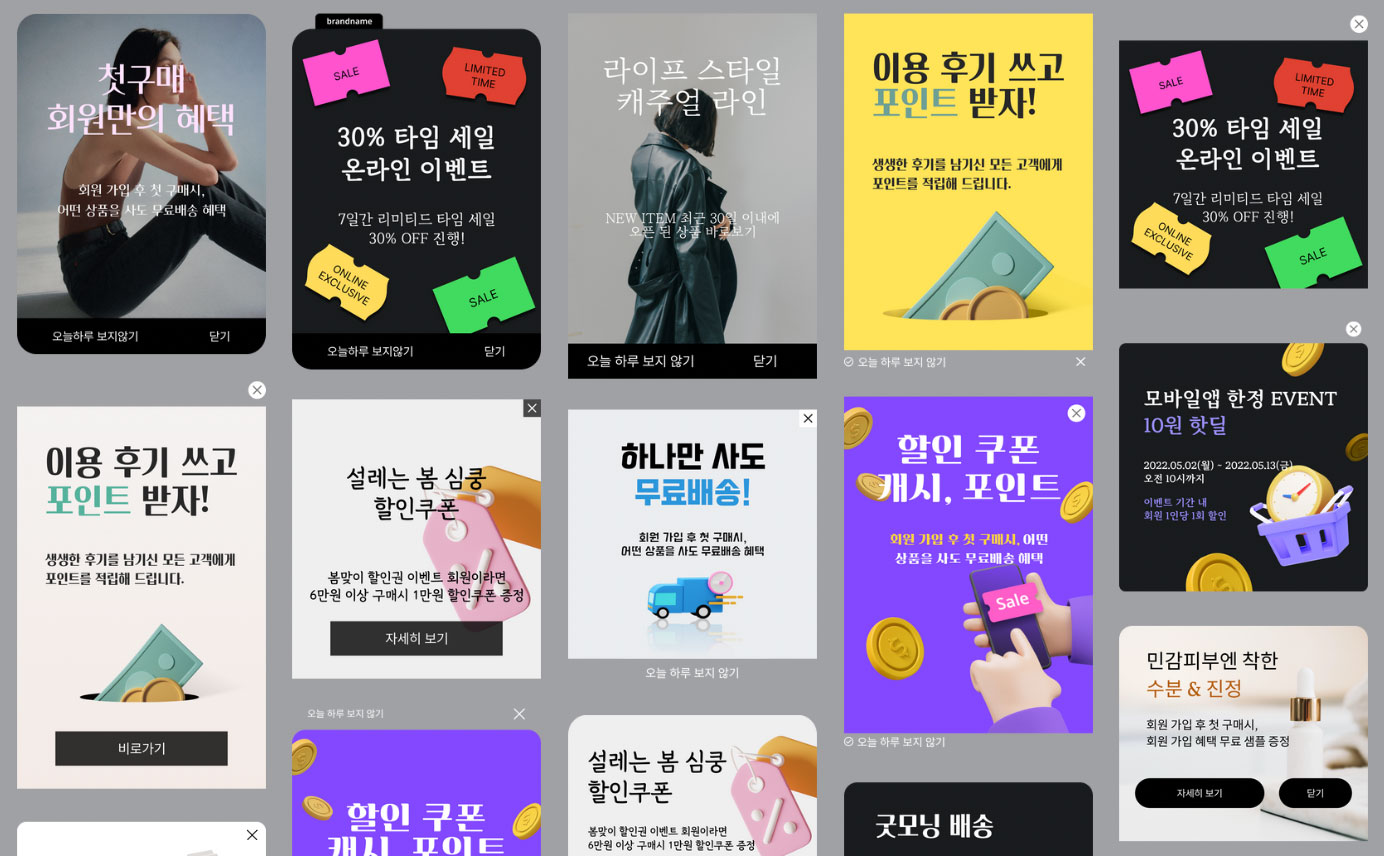 첫구매
회원만의 혜택
회원 가입 후 첫 구매시,
어떤 상품을 사도 무료배송 혜택
오늘하루 보지않기
닫기
brandname
SALE
LIMITED
TIME
30% 타임 세일
온라인 이벤트
7일간 리미티드 타임 세일
30% OFF 진행!
ONLINE
EXCLUSIVE
SALE
오늘하루 보지않기
닫기
라이프 스타일
캐주얼 라인
NEW ITEM 최근 30일 이내에
오픈 된 상품 바로보기
오늘 하루 보지 않기
닫기
이용 후기 쓰고
포인트 받자!
생생한 후기를 남기신 모든 고객에게
포인트를 적립해 드립니다.
오늘 하루 보지 않기
SALE
LIMITED
TIME
30% 타임 세일
온라인 이벤트
7일간 리미티드 타임 세일
30% OFF 진행!
ONLINE
EXCLUSIVE
SALE
이용 후기 쓰고
포인트 받자!
생생한 후기를 남기신 모든 고객에게
포인트를 적립해 드립니다.
바로가기
설레는 봄 심쿵
할인쿠폰
봄맞이 할인권 이벤트 회원이라면
6만원 이상 구매시 1만원 할인쿠폰 증정
자세히 보기
하나만 사도
무료배송!
회원 가입 후 첫 구매시,
어떤 상품을 사도 무료배송 혜택
오늘 하루 보지 않기
할인 쿠폰
캐시, 포인트
회원 가입 후 첫 구매시, 어떤
상품을 사도 무료배송 혜택
Sale
오늘 하루 보지 않기
모바일앱 한정 EVENT
10원 핫딜
2022.05.02(월) - 2022.05.13(금)
오전 10시까지
이벤트 기간 내
회원 1인당 1회 할인
오늘 하루 보지 않기
할인 쿠폰
캐시, 포인트
설레는 봄 심쿵
할인쿠폰
봄맞이 할인권 이벤트 회원이라면
6만원 이상 구매시 1만원 할인쿠폰 증정
굿모닝 배송
민감피부엔 착한
수분 & 진정
회원 가입 후 첫 구매시,
회원 가입 혜택 무료 샘플 증정
자세히 보기
닫기